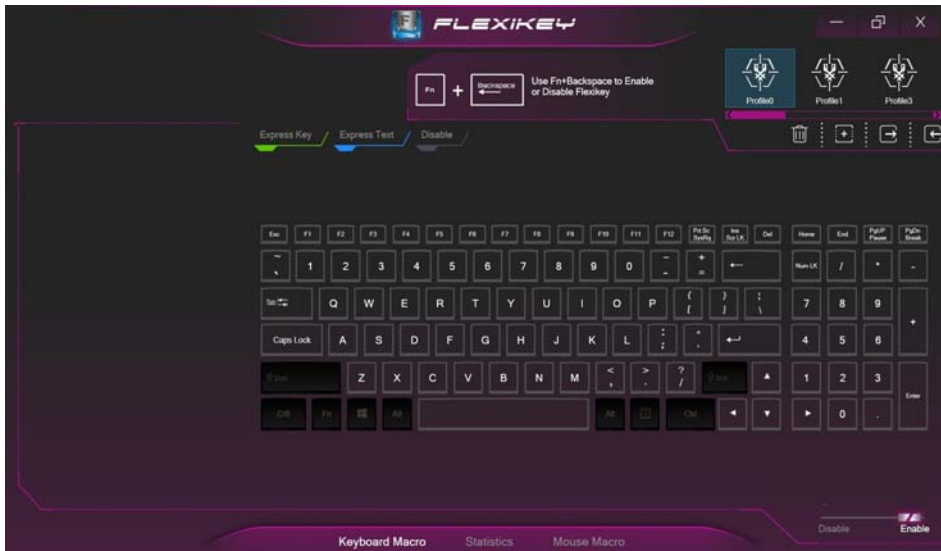 FLEXIKEY
Fn + Backspace Use Fn+Backspace to Enable
or Disable Flexikey
Profile0 Profile1 Profile3
Express Key / Express Text / Disable /
Esc F1 F2 F3 F4 F5 F6 F7 F8 F9 F10 F11 F12 Prt Sc SysRq Ins Scr LK Del Home End PgUP Pause PgDn Break
~ 1 2 3 4 5 6 7 8 9 0 - - + = ← Num LK / * -
Tab Q W E R T Y U I O P { [ } ] 7 8 9 +
Caps Lock A S D F G H J K L : ; 4 5 6
Shift Z X C V B N M < , > . ? / Shift ▲ 1 2 3 Enter
Ctrl Fn Alt Alt Ctrl ◄ ▼ ► 0 .
Disable Enable
Keyboard Macro Statistics Mouse Macro